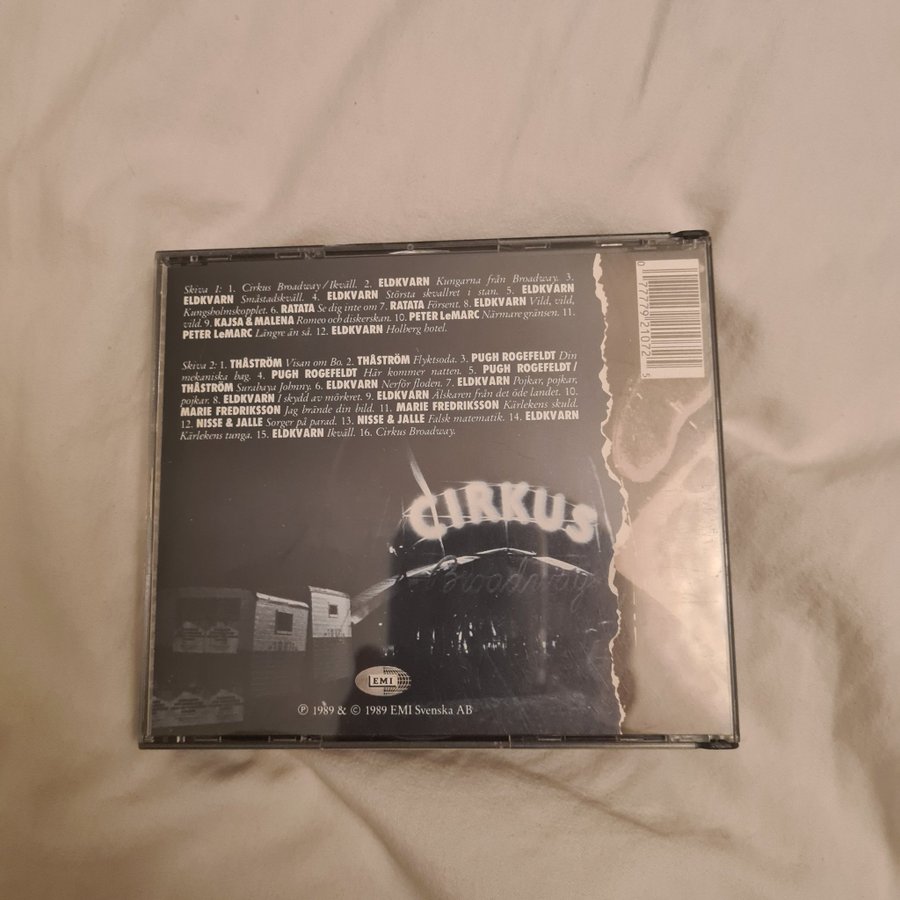 Skiva 1: 1. Cirkus Broadway/Ikväll. 2. ELDKVARN Kungarna från Broadway. 3.
ELDKVARN Småstadskväll. 4. ELDKVARN Största skvallret i stan. 5. ELDKVARN
Kungsholmskopplet. 6. RATATA Se dig inte om 7. RATATA Försent. 8. ELDKVARN Vild, vild,
vild. 9. KAJSA & MALENA Romeo och diskerskan. 10. PETER LeMARC Närmare gränsen. 11.
PETER LeMARC Längre än så. 12. ELDKVARN Holberg hotel.
Skiva 2: 1. THÅSTRÖM Visan om Bo. 2. THÅSTRÖM Flyktsoda. 3. PUGH ROGEFELDT Din
mekaniska bag. 4. PUGH ROGEFELDT Här kommer natten. 5. PUGH ROGEFELDT/
THÅSTRÖM Surabaya Johnny. 6. ELDKVARN Nerför floden. 7. ELDKVARN Pojkar, pojkar,
pojkar. 8. ELDKVARN I skydd av mörkret. 9. ELDKVARN Älskaren från det öde landet. 10.
MARIE FREDRIKSSON Jag brände din bild. 11. MARIE FREDRIKSSON Kärlekens skuld.
12. NISSE & JALLE Sorger på parad. 13. NISSE & JALLE Falsk matematik. 14. ELDKVARN
Kärlekens tunga. 15. ELDKVARN Ikväll. 16. Cirkus Broadway.
0 77779 21072 5
CIRKUS
Broadway
EMI
℗ 1989 & © 1989 EMI Svenska AB